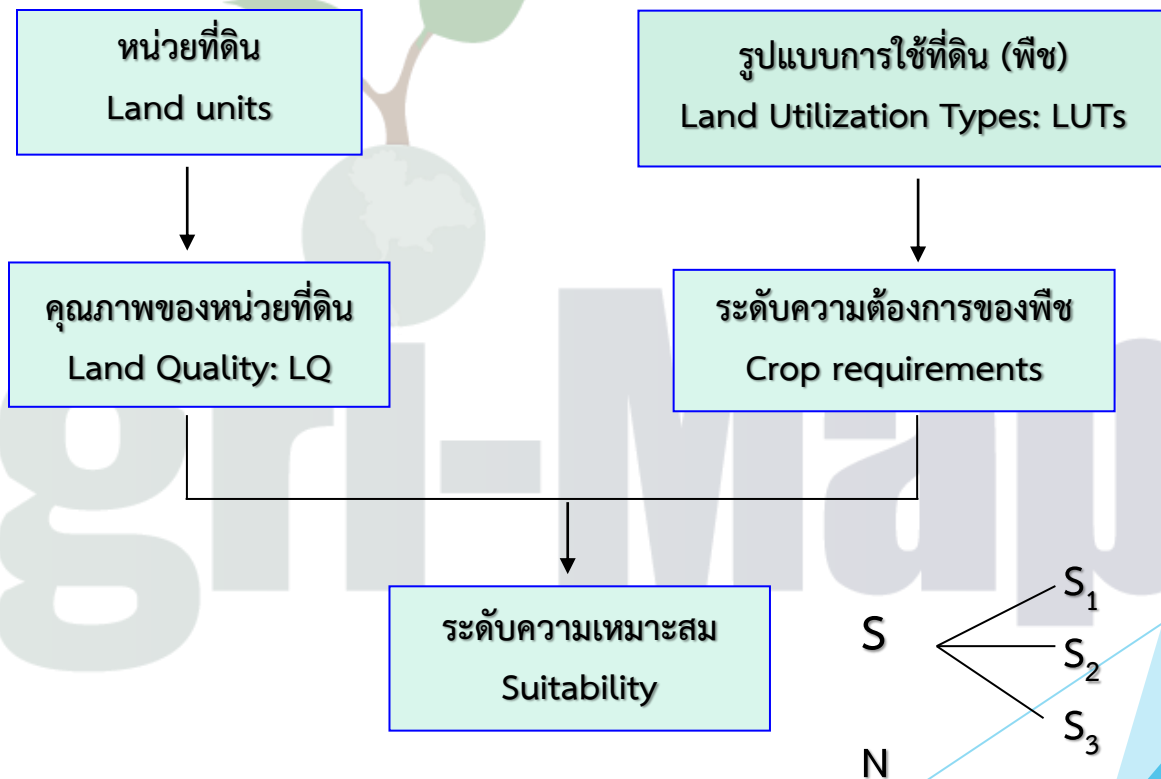 หน่วยที่ดิน
Land units
รูปแบบการใช้ที่ดิน (พืช)
Land Utilization Types: LUTs
คุณภาพของหน่วยที่ดิน
Land Quality: LQ
ระดับความต้องการของพืช
Crop requirements
gri-Map
ระดับความเหมาะสม
Suitability
S
S₁
S₂
S₃
N